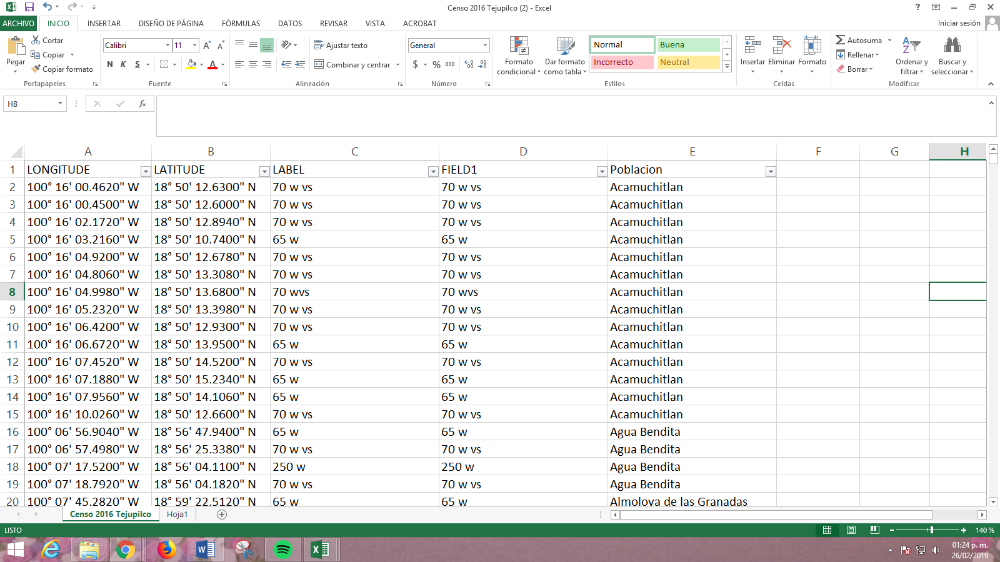 Censo 2016 Tejupilco (2) - Excel
ARCHIVO INICIO INSERTAR DISEÑO DE PÁGINA FÓRMULAS DATOS REVISAR VISTA ACROBAT Iniciar sesión
Pegar
Cortar
Copiar
Copiar formato
Portapapeles
Calibri 11
N K S
Fuente
Ajustar texto
Combinar y centrar
Alineación
General
$ % 000
Número
Formato condicional
Dar formato como tabla
Normal Buena
Incorrecto Neutral
Estilos
Insertar Eliminar Formato
Celdas
Autosuma
Rellenar
Borrar
Ordenar y filtrar
Buscar y seleccionar
Modificar
H8 fx
A B C D E F G H
1 LONGITUDE LATITUDE LABEL FIELD1 Poblacion
2 100° 16' 00.4620" W 18° 50' 12.6300" N 70 w vs 70 w vs Acamuchitlan
3 100° 16' 00.4500" W 18° 50' 12.6000" N 70 w vs 70 w vs Acamuchitlan
4 100° 16' 02.1720" W 18° 50' 12.8940" N 70 w vs 70 w vs Acamuchitlan
5 100° 16' 03.2160" W 18° 50' 10.7400" N 65 w 65 w Acamuchitlan
6 100° 16' 04.9200" W 18° 50' 12.6780" N 70 w vs 70 w vs Acamuchitlan
7 100° 16' 04.8060" W 18° 50' 13.3080" N 70 w vs 70 w vs Acamuchitlan
8 100° 16' 04.9980" W 18° 50' 13.6800" N 70 wvs 70 wvs Acamuchitlan
9 100° 16' 05.2320" W 18° 50' 13.3980" N 70 w vs 70 w vs Acamuchitlan
10 100° 16' 06.4200" W 18° 50' 12.9300" N 70 w vs 70 w vs Acamuchitlan
11 100° 16' 06.6720" W 18° 50' 13.9500" N 65 w 65 w Acamuchitlan
12 100° 16' 07.4520" W 18° 50' 14.5200" N 70 w vs 70 w vs Acamuchitlan
13 100° 16' 07.1880" W 18° 50' 15.2340" N 65 w 65 w Acamuchitlan
14 100° 16' 07.9560" W 18° 50' 14.1060" N 65 w 65 w Acamuchitlan
15 100° 16' 10.0260" W 18° 50' 12.6600" N 70 w vs 70 w vs Acamuchitlan
16 100° 06' 56.9040" W 18° 56' 47.9400" N 65 w 65 w Agua Bendita
17 100° 06' 57.4980" W 18° 56' 25.3380" N 70 w vs 70 w vs Agua Bendita
18 100° 07' 17.5200" W 18° 56' 04.1100" N 250 w 250 w Agua Bendita
19 100° 07' 18.7920" W 18° 56' 04.1820" N 70 w vs 70 w vs Agua Bendita
20 100° 07' 45.2820" W 18° 59' 22.5120" N 65 w 65 w Almoloya de las Granadas
Censo 2016 Tejupilco Hoja1
LISTO 140 %
01:24 p. m.
26/02/2019